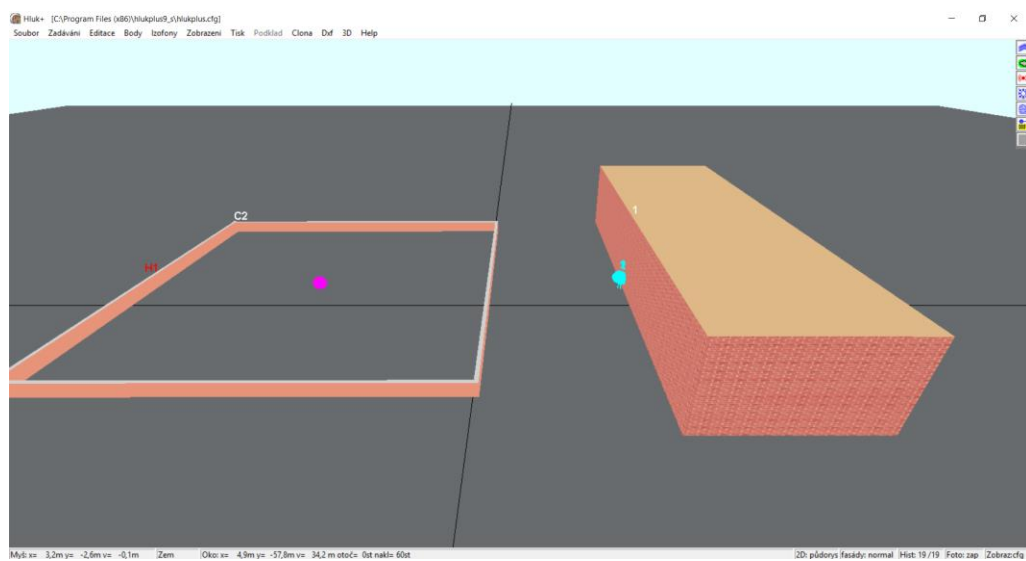 Hluk+ [C:\Program Files (x86)\hlukplus9_s\hlukplus.cfg]
Soubor Zadávání Editace Body Izofony Zobrazeni Tisk Podklad Clona Dxf 3D Help
C2
1
H1
2
Myš: x= 3,2m y= -2,6m v= -0,1m Zem Oko: x= 4,9m y= -57,8m v= 34,2 m otoč= 0st nakl= 60st 2D: půdorys fasády: normal Hist: 19 /19 Foto: zap Zobraz:cfg